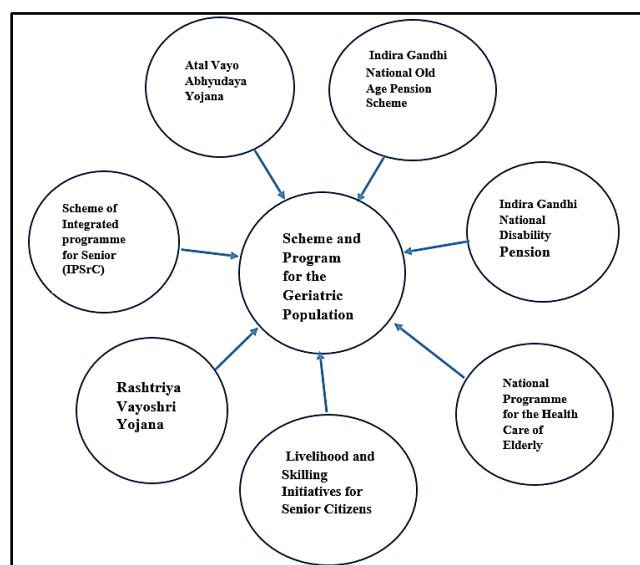 Atal Vayo
Abhyudaya
Yojana
Indira Gandhi
National Old
Age Pension
Scheme
Scheme of
Integrated
programme
for Senior
(IPSrC)
Scheme and
Program
for the
Geriatric
Population
Indira Gandhi
National
Disability
Pension
Rashtriya
Vayoshri
Yojana
Livelihood and
Skilling
Initiatives for
Senior Citizens
National
Programme
for the Health
Care of
Elderly